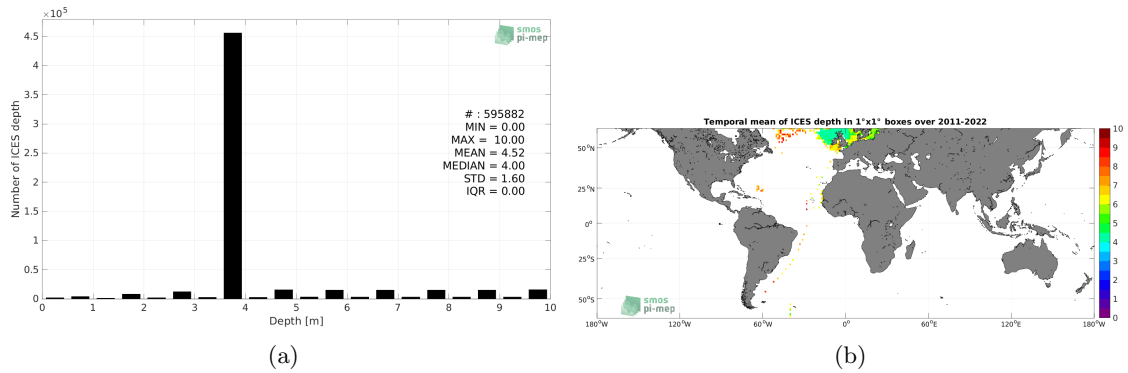 ×10⁵
smos
pi-mep
4.5
4
3.5
3
2.5
2
1.5
1
0.5
0
Number of ICES depth
# : 595882
MIN = 0.00
MAX = 10.00
MEAN = 4.52
MEDIAN = 4.00
STD = 1.60
IQR = 0.00
0 1 2 3 4 5 6 7 8 9 10
Depth [m]
(a)
Temporal mean of ICES depth in 1°x1° boxes over 2011-2022
50°N
25°N
0°
25°S
50°S
180°W 120°W 60°W 0°E 60°E 120°E 180°W
smos
pi-mep
10
9
8
7
6
5
4
3
2
1
0
(b)